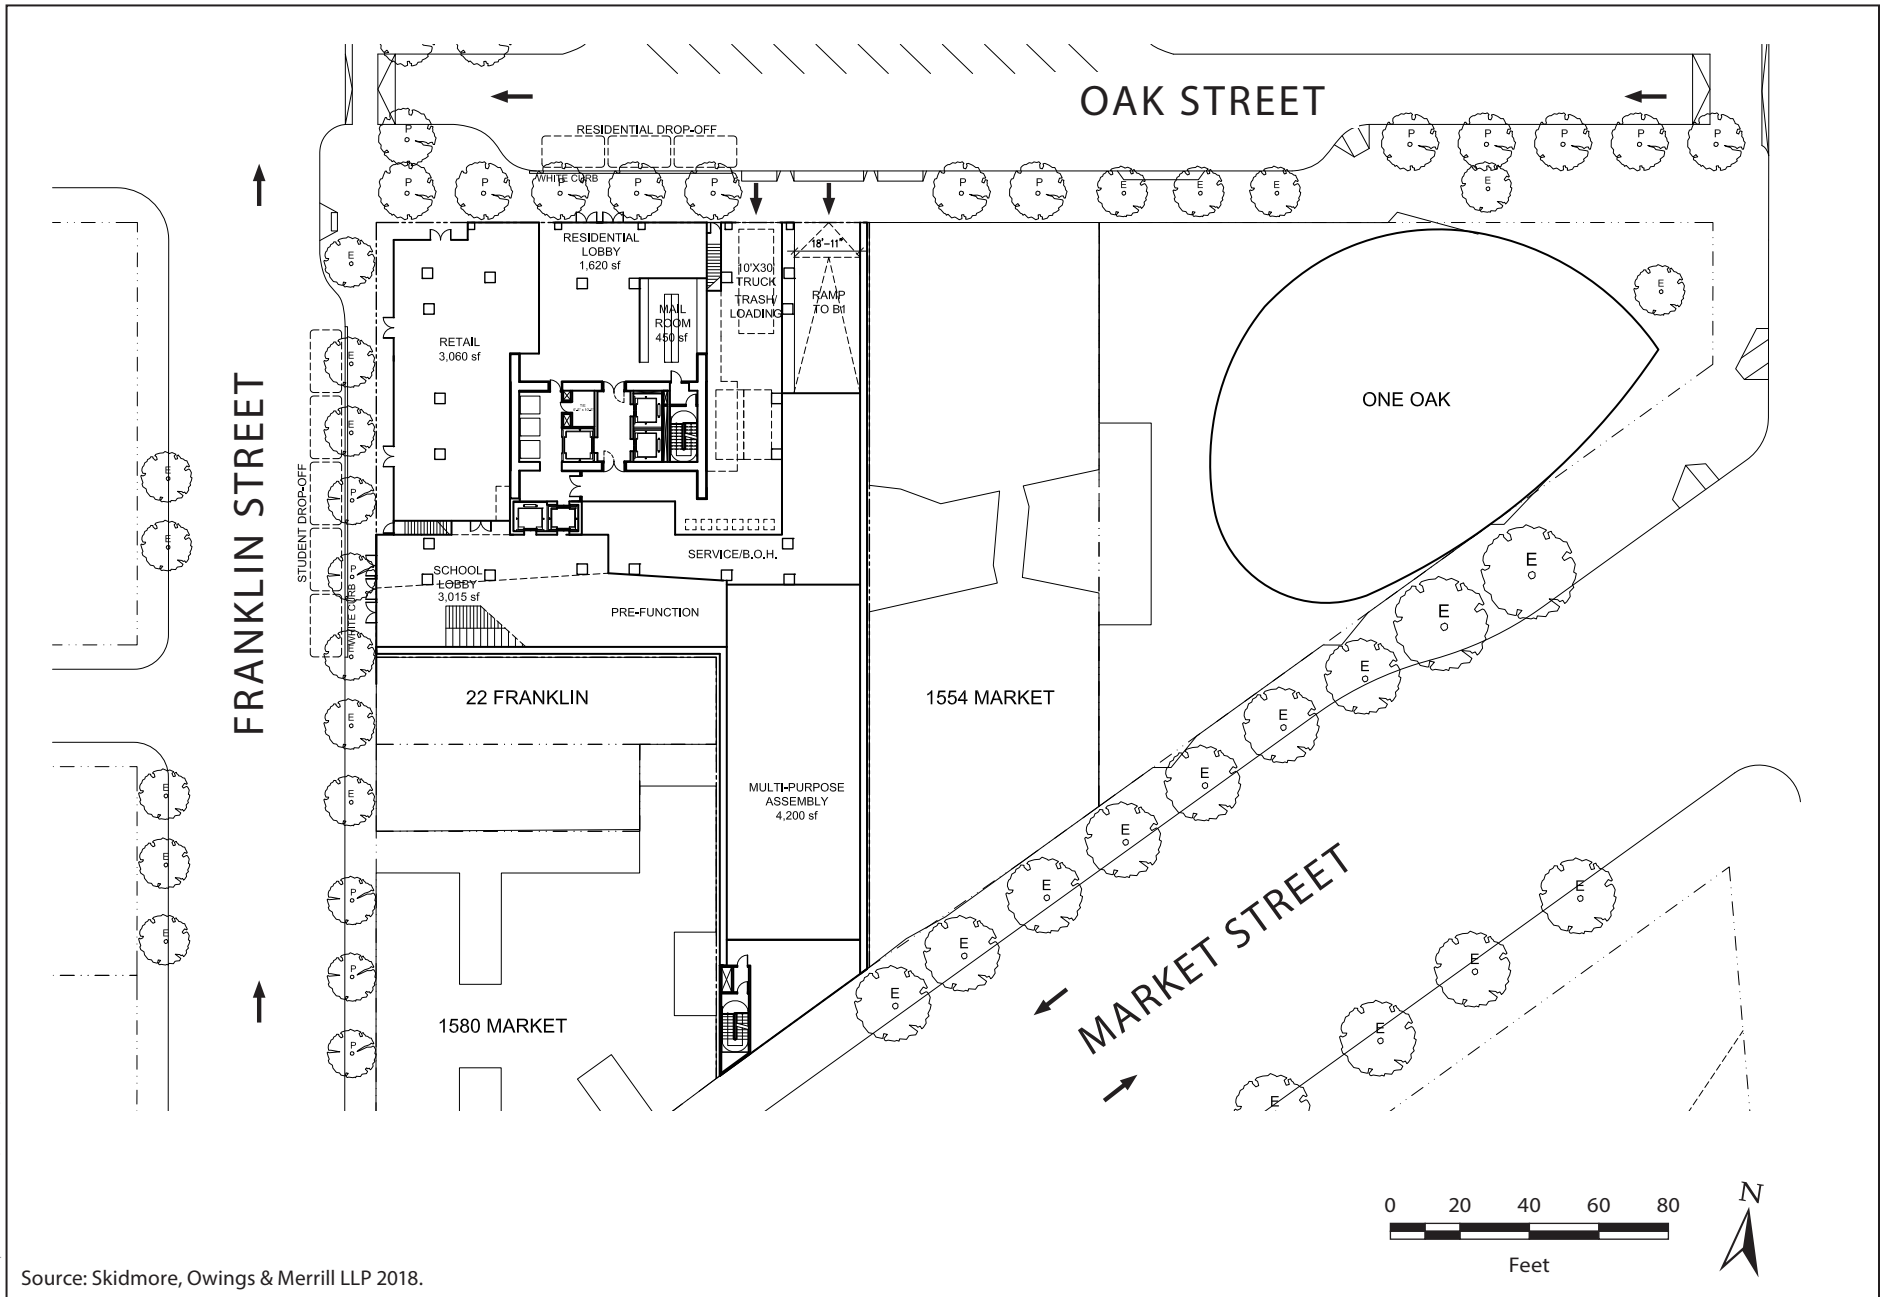 OAK STREET
RESIDENTIAL DROP-OFF
WHITE CURB
P
P
P
P
P
P
P
P
P
P
P
P
P
E
E
E
E
E
RESIDENTIAL
LOBBY
1,620 sf
18'-11"
10'X30'
TRUCK
TRASH/
LOADING
RAMP
TO B1
MAIL
ROOM
450 sf
RETAIL
3,060 sf
ONE OAK
FRANKLIN STREET
STUDENT DROP-OFF
WHITE CURB
E
E
E
P
P
E
E
E
P
P
P
E
E
E
E
E
SERVICE/B.O.H.
SCHOOL
LOBBY
3,015 sf
PRE-FUNCTION
22 FRANKLIN
1554 MARKET
MULTI-PURPOSE
ASSEMBLY
4,200 sf
1580 MARKET
E
E
E
E
E
E
E
E
E
MARKET STREET
E
E
E
E
N
0 20 40 60 80
Feet
Source: Skidmore, Owings & Merrill LLP 2018.